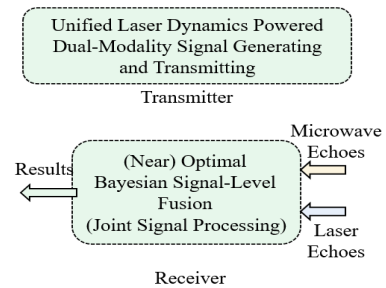 Unified Laser Dynamics Powered
Dual-Modality Signal Generating
and Transmitting
Transmitter
Microwave
Echoes
Results
(Near) Optimal
Bayesian Signal-Level
Fusion
(Joint Signal Processing)
Laser
Echoes
Receiver